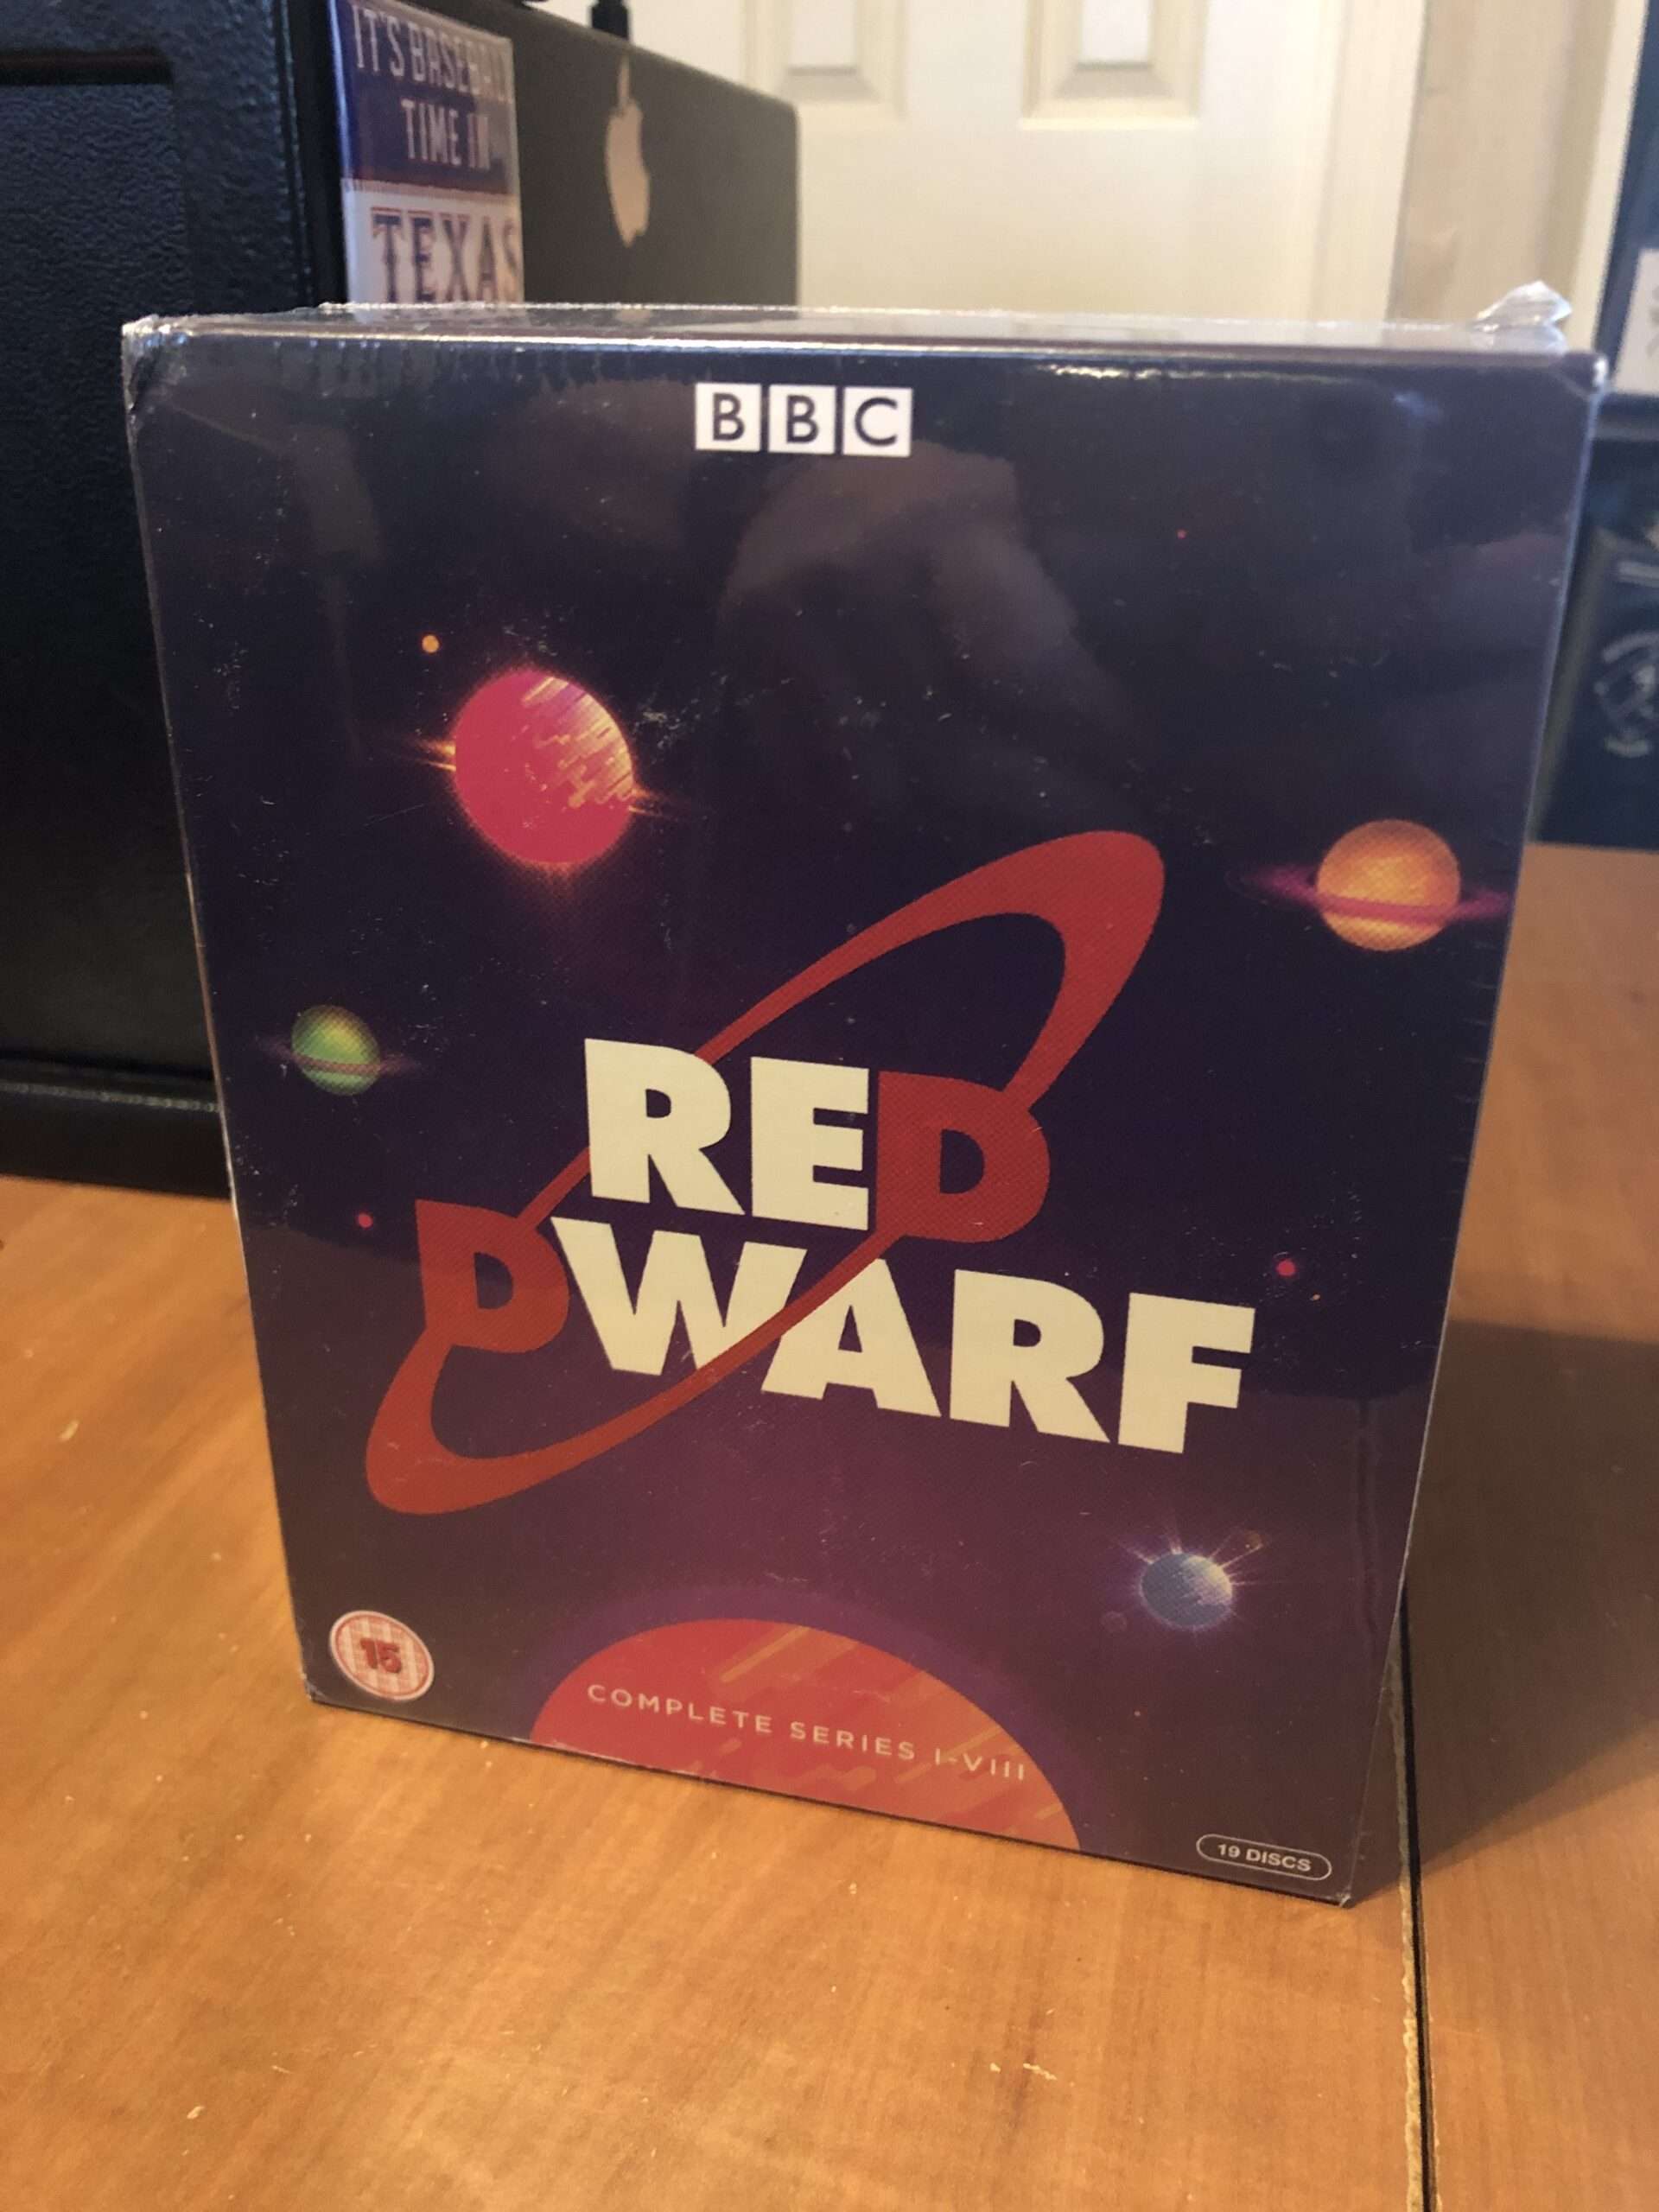 IT'S BASEBALL
TIME IN
TEXAS
BBC
RED
DWARF
15
COMPLETE SERIES I-VIII
19 DISCS